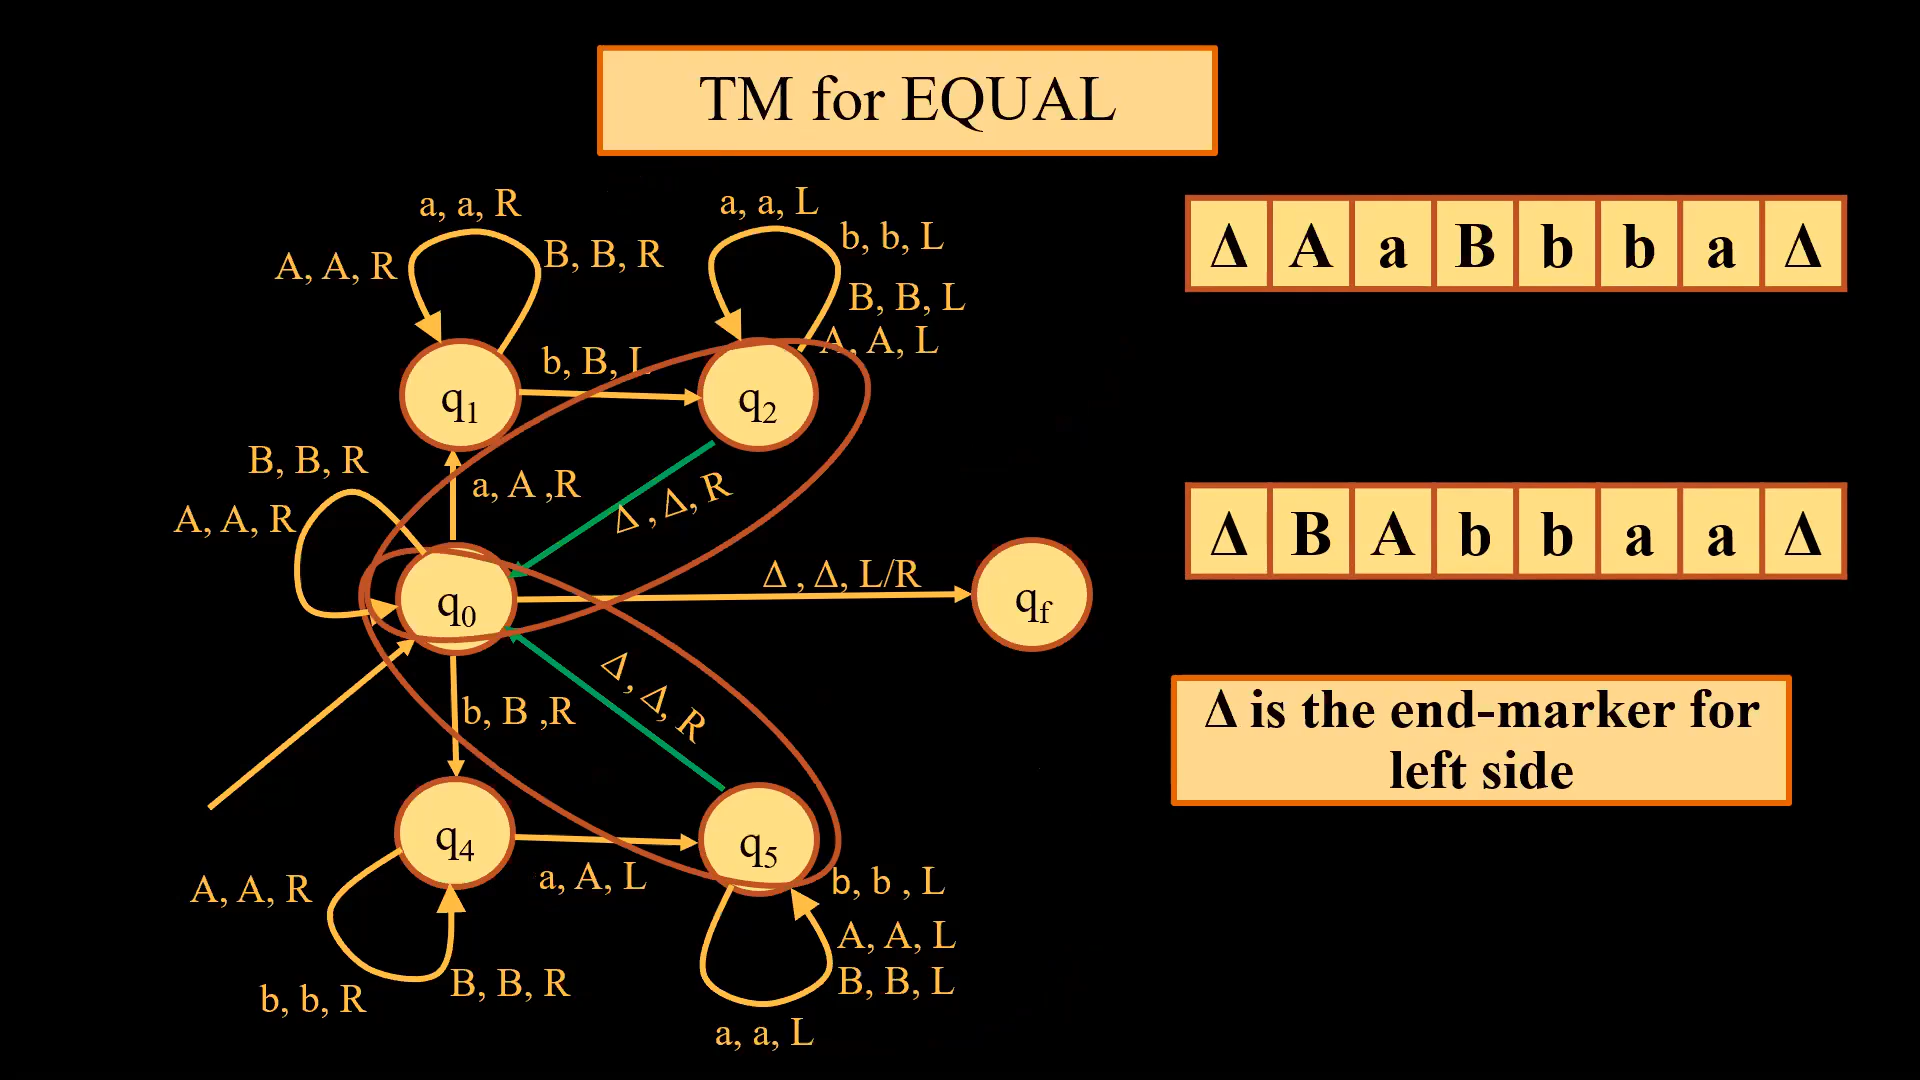 TM for EQUAL
a, a, R
A, A, R
B, B, R
a, a, L
b, b, L
B, B, L
A, A, L
q1
b, B, L
q2
B, B, R
A, A, R
a, A ,R
Δ , Δ, R
q0
Δ , Δ, L/R
qf
b, B ,R
Δ, Δ, R
q4
a, A, L
q5
A, A, R
b, b, R
B, B, R
b, b , L
A, A, L
B, B, L
a, a, L
Δ A a B b b a Δ
Δ B A b b a a Δ
Δ is the end-marker for
left side